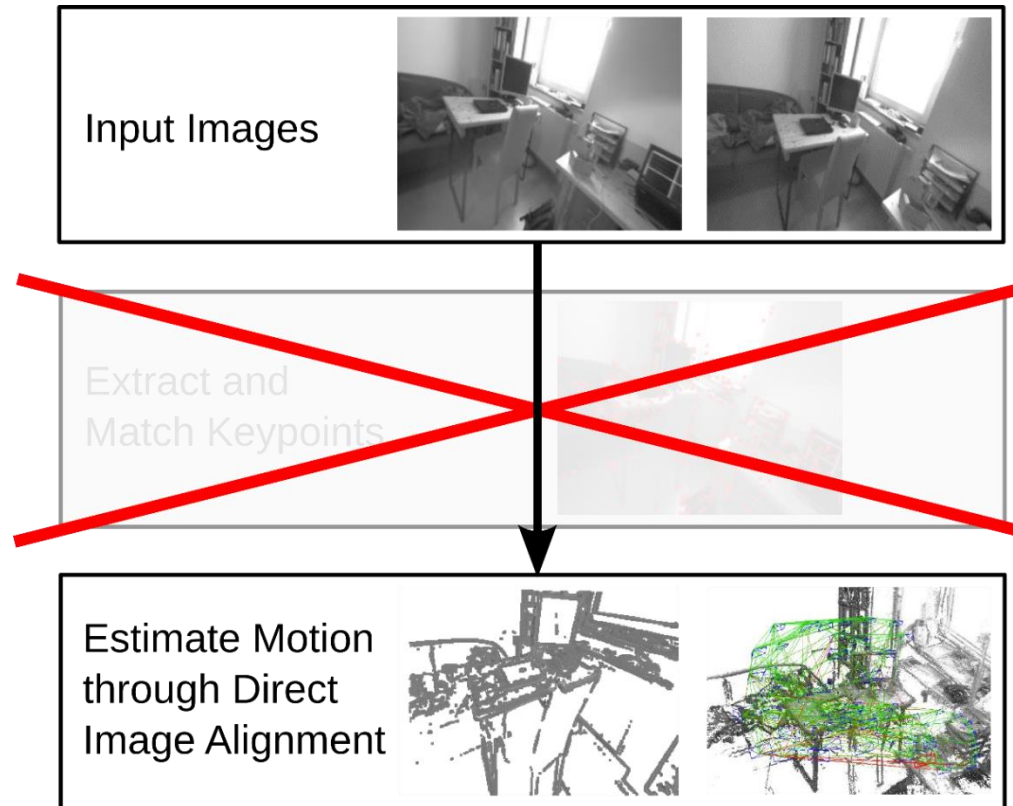 Input Images
Extract and
Match Keypoints
Estimate Motion
through Direct
Image Alignment